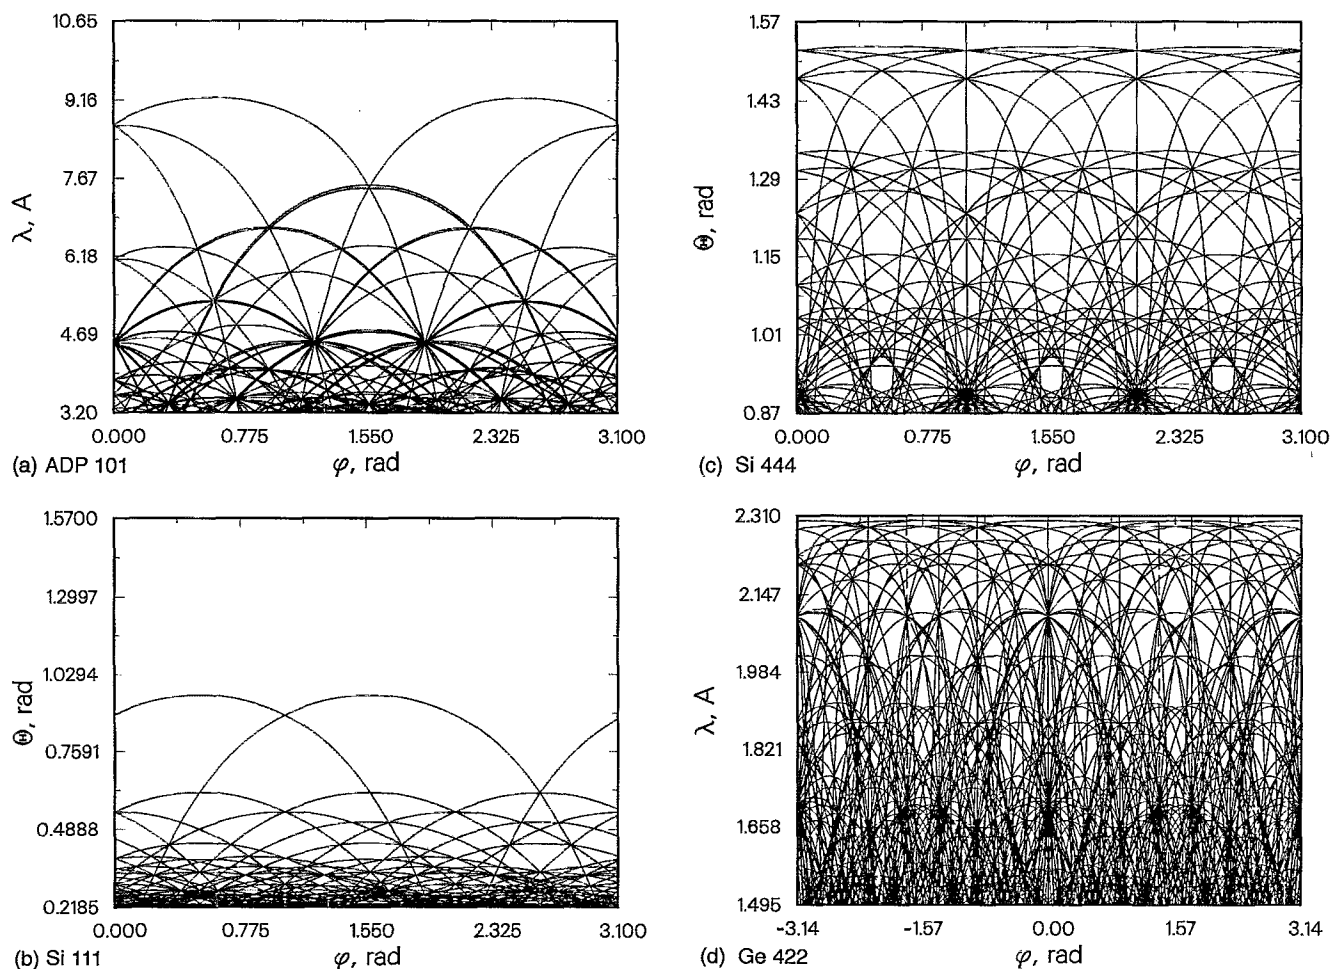 10.65
9.16
7.67
6.18
4.69
3.20
λ, A
0.000 0.775 1.550 2.325 3.100
(a) ADP 101 φ, rad
1.57
1.43
1.29
1.15
1.01
0.87
Θ, rad
0.000 0.775 1.550 2.325 3.100
(c) Si 444 φ, rad
1.5700
1.2997
1.0294
0.7591
0.4888
0.2185
Θ, rad
0.000 0.775 1.550 2.325 3.100
(b) Si 111 φ, rad
2.310
2.147
1.984
1.821
1.658
1.495
λ, A
-3.14 -1.57 0.00 1.57 3.14
(d) Ge 422 φ, rad